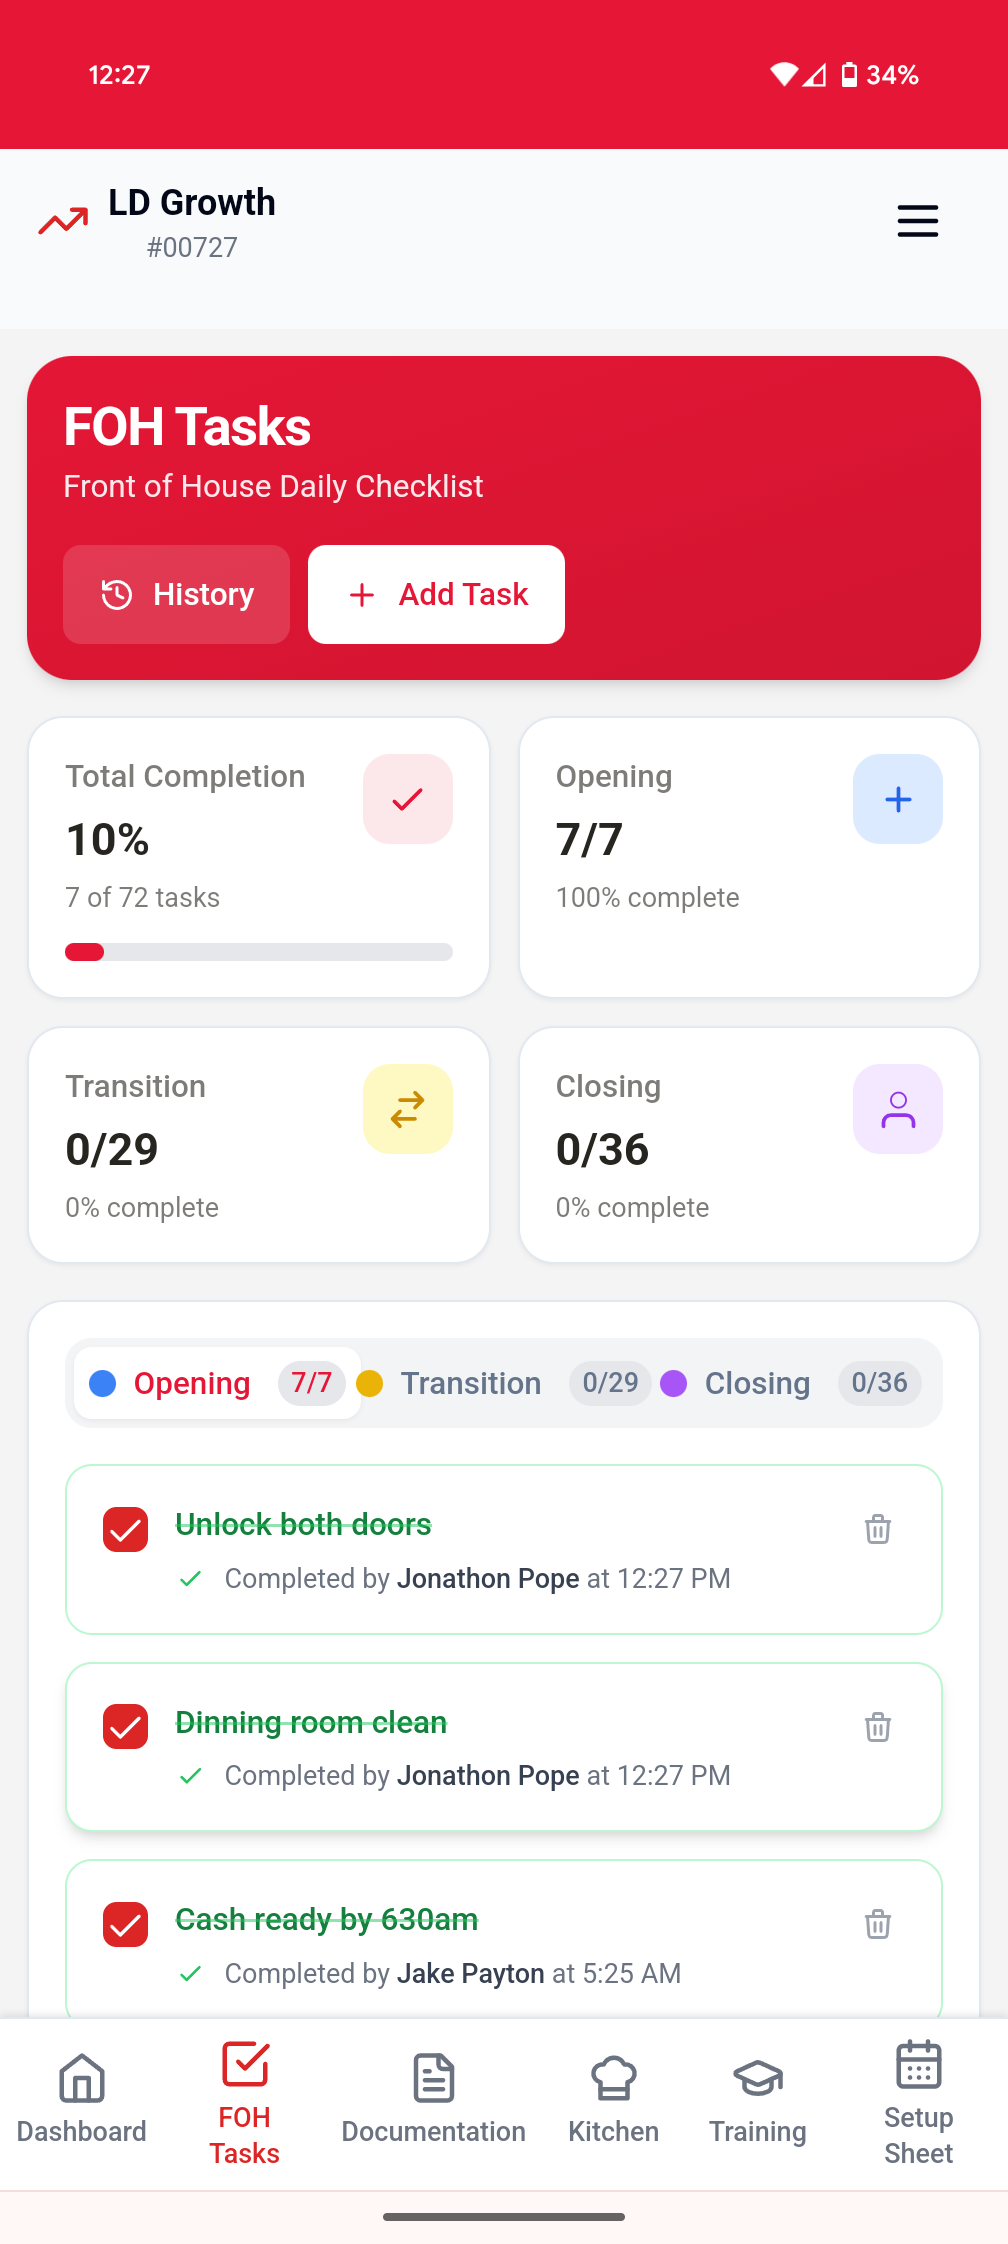 12:27
34%
LD Growth
#00727
FOH Tasks
Front of House Daily Checklist
History
Add Task
Total Completion
10%
7 of 72 tasks
Opening
7/7
100% complete
Transition
0/29
0% complete
Closing
0/36
0% complete
Opening 7/7 Transition 0/29 Closing 0/36
Unlock both doors
Completed by Jonathon Pope at 12:27 PM
Dinning room clean
Completed by Jonathon Pope at 12:27 PM
Cash ready by 630am
Completed by Jake Payton at 5:25 AM
Dashboard
FOH
Tasks
Documentation
Kitchen
Training
Setup
Sheet